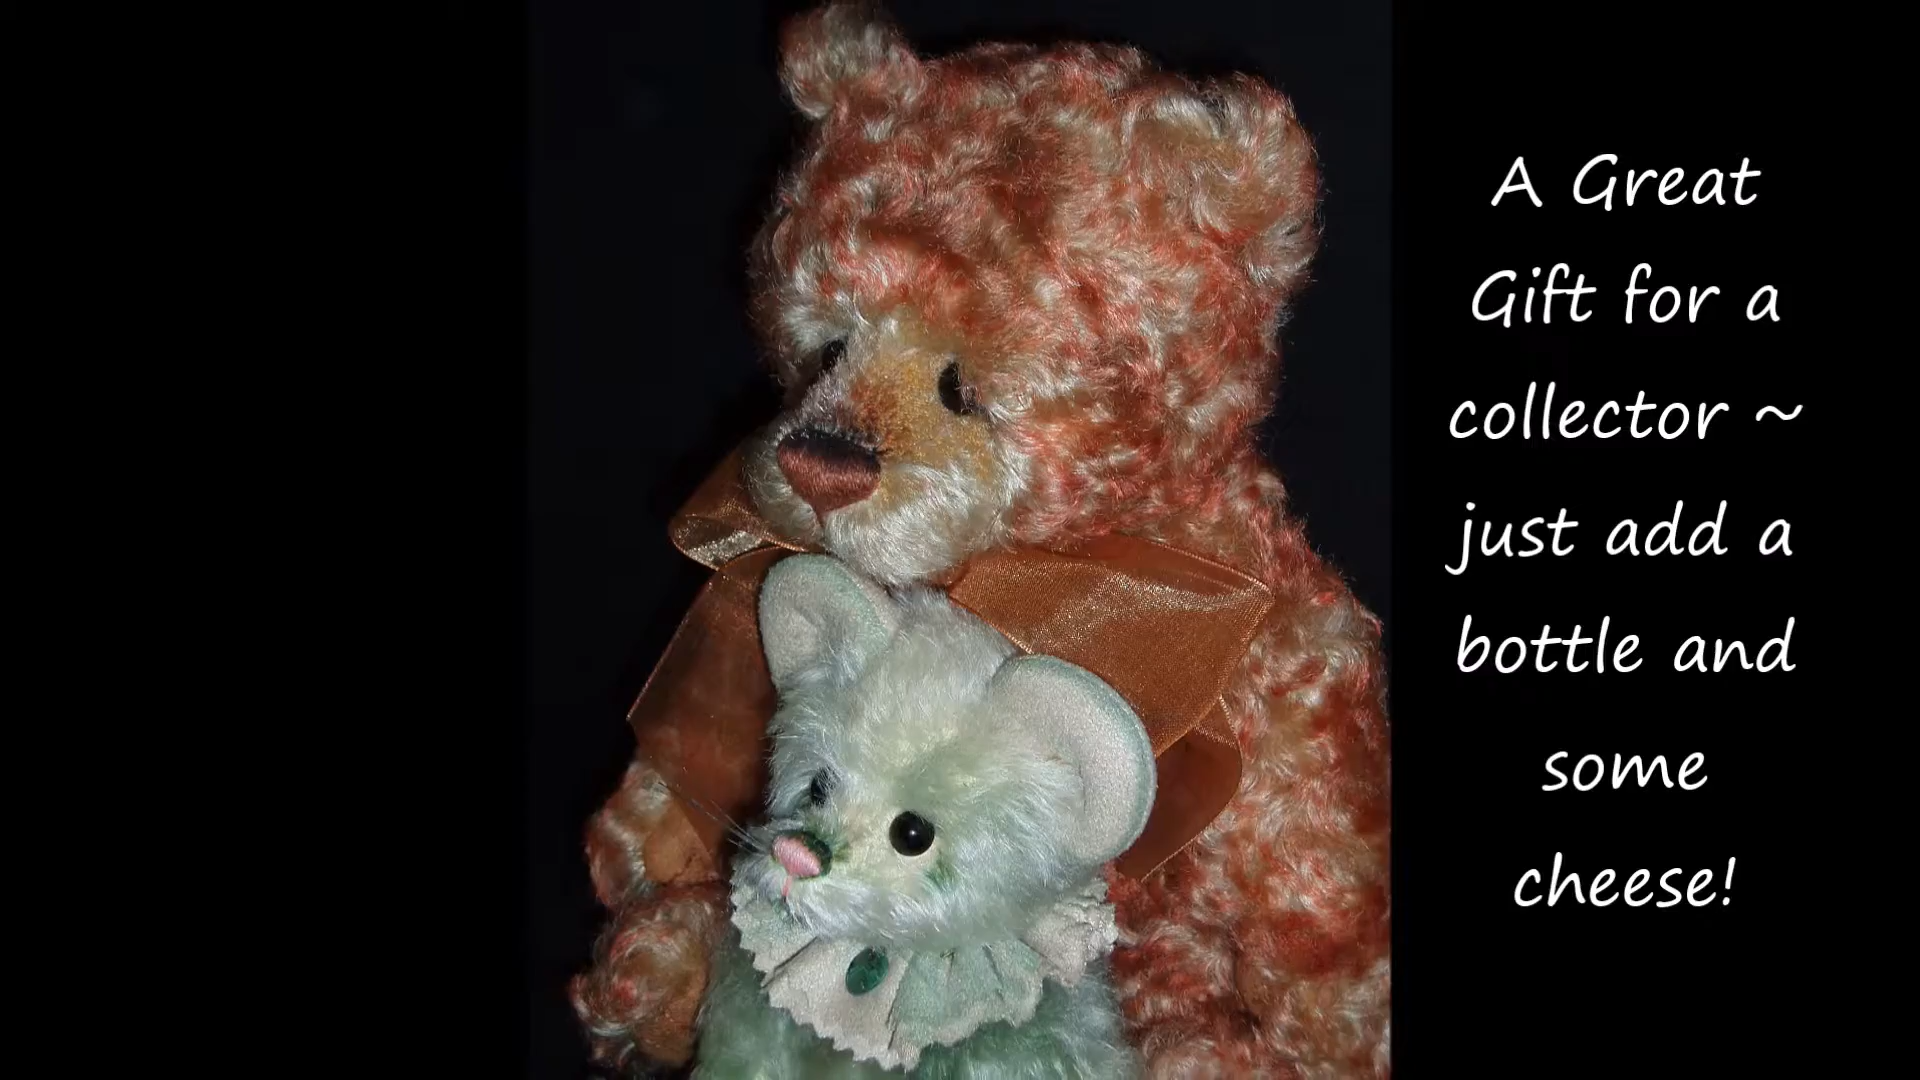 A Great
Gift for a
collector ~
just add a
bottle and
some
cheese!